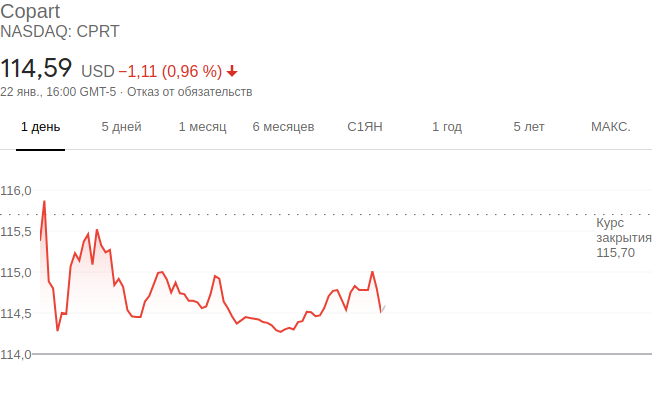 Copart
NASDAQ: CPRT
114,59 USD −1,11 (0,96 %)
22 янв., 16:00 GMT-5 · Отказ от обязательств
1 день 5 дней 1 месяц 6 месяцев С1ЯН 1 год 5 лет МАКС.
116,0
Курс
закрытия
115,70
115,5
115,0
114,5
114,0